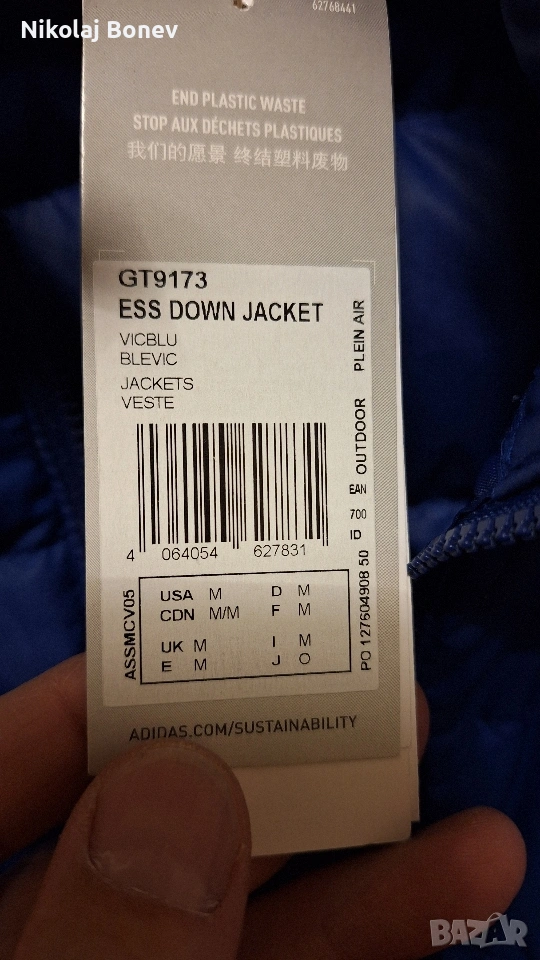 Nikolaj Bonev
62768441
END PLASTIC WASTE
STOP AUX DÉCHETS PLASTIQUES
我们的愿景 终结塑料废物
GT9173
ESS DOWN JACKET
VICBLU
BLEVIC
JACKETS
VESTE
OUTDOOR PLEIN AIR
EAN
700
ID
4 064054 627831
ASSMCV05
USA M D M
CDN M/M F M
UK M I M
E M J O
PO 127604908 50
ADIDAS.COM/SUSTAINABILITY
BAZAR